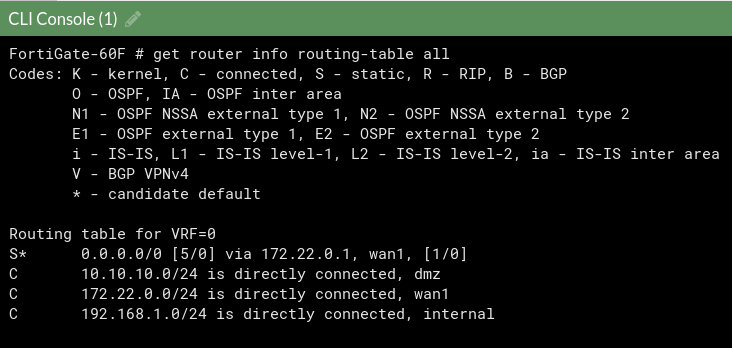 CLI Console (1)
FortiGate-60F # get router info routing-table all
Codes: K - kernel, C - connected, S - static, R - RIP, B - BGP
       O - OSPF, IA - OSPF inter area
       N1 - OSPF NSSA external type 1, N2 - OSPF NSSA external type 2
       E1 - OSPF external type 1, E2 - OSPF external type 2
       i - IS-IS, L1 - IS-IS level-1, L2 - IS-IS level-2, ia - IS-IS inter area
       V - BGP VPNv4
       * - candidate default

Routing table for VRF=0
S*      0.0.0.0/0 [5/0] via 172.22.0.1, wan1, [1/0]
C       10.10.10.0/24 is directly connected, dmz
C       172.22.0.0/24 is directly connected, wan1
C       192.168.1.0/24 is directly connected, internal